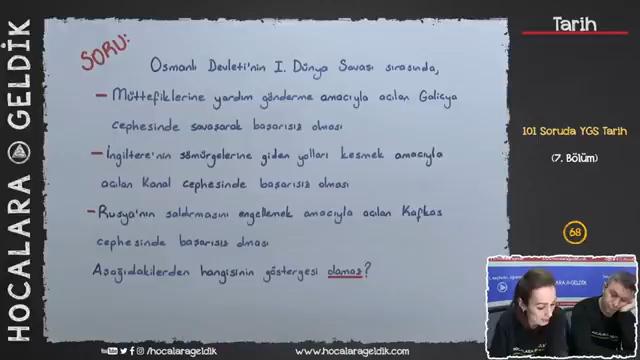 HOCALARA GELDİK
SORU:
Osmanlı Devleti'nin I. Dünya Savaşı sırasında,
- Müttefiklerine yardım gönderme amacıyla açılan Galiçya
cephesinde savaşarak başarısız olması
- İngiltere'nin sömürgelerine giden yolları kesmek amacıyla
açılan Kanal cephesinde başarısız olması
- Rusya'nın saldırmasını engellemek amacıyla açılan Kafkas
cephesinde başarısız olması
Aşağıdakilerden hangisinin göstergesi olamaz?
Tarih
101 Soruda YGS Tarih
(7. Bölüm)
68
/hocalarageldik
www.hocalarageldik.com